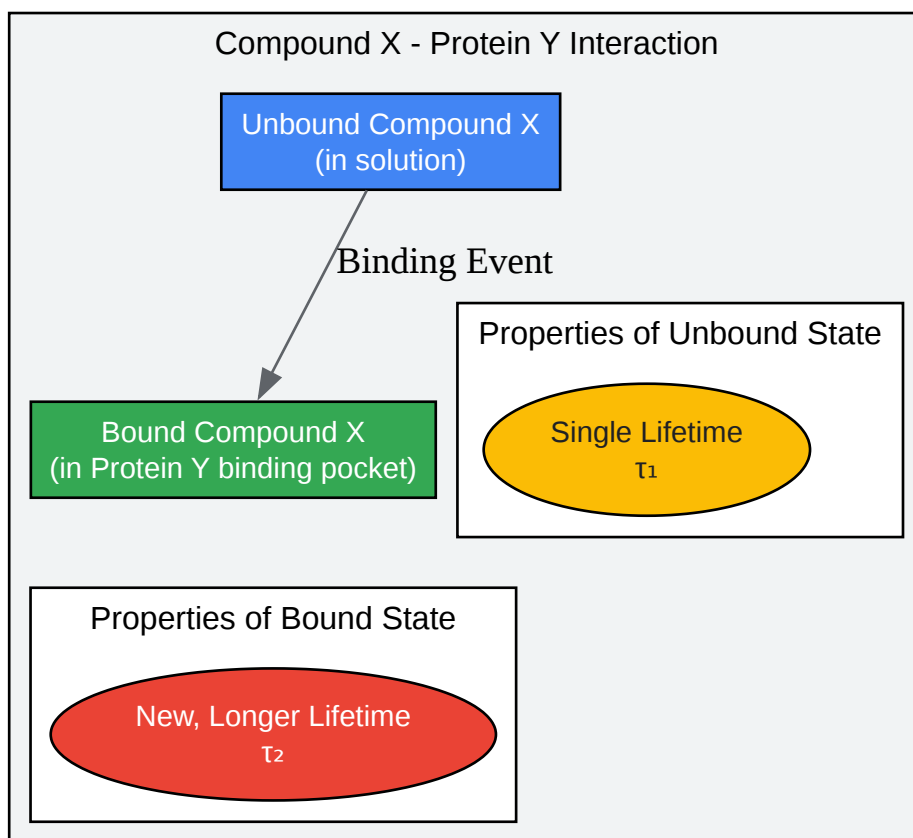 Compound X - Protein Y Interaction
Unbound Compound X
(in solution)
Binding Event
Properties of Unbound State
Single Lifetime
τ₁
Bound Compound X
(in Protein Y binding pocket)
Properties of Bound State
New, Longer Lifetime
τ₂